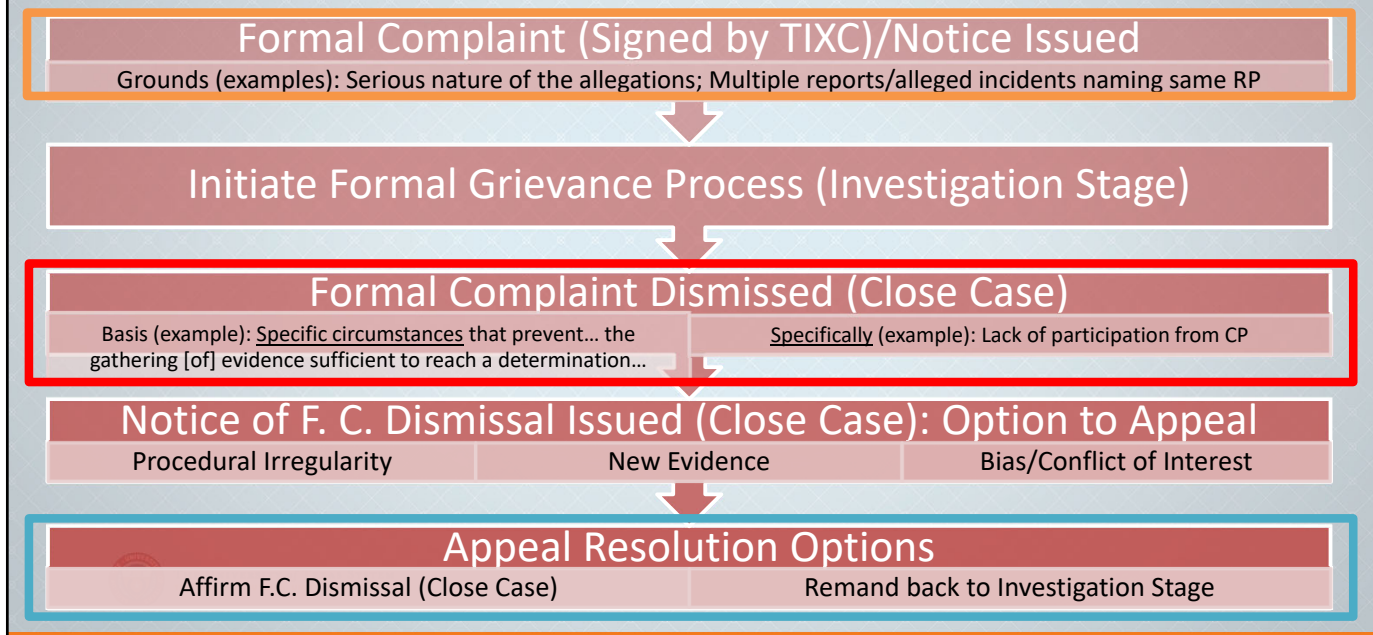 Formal Complaint (Signed by TIXC)/Notice Issued
Grounds (examples): Serious nature of the allegations; Multiple reports/alleged incidents naming same RP
Initiate Formal Grievance Process (Investigation Stage)
Formal Complaint Dismissed (Close Case)
Basis (example): Specific circumstances that prevent… the
gathering [of] evidence sufficient to reach a determination…
Specifically (example): Lack of participation from CP
Notice of F. C. Dismissal Issued (Close Case): Option to Appeal
Procedural Irregularity
New Evidence
Bias/Conflict of Interest
Appeal Resolution Options
Affirm F.C. Dismissal (Close Case)
Remand back to Investigation Stage